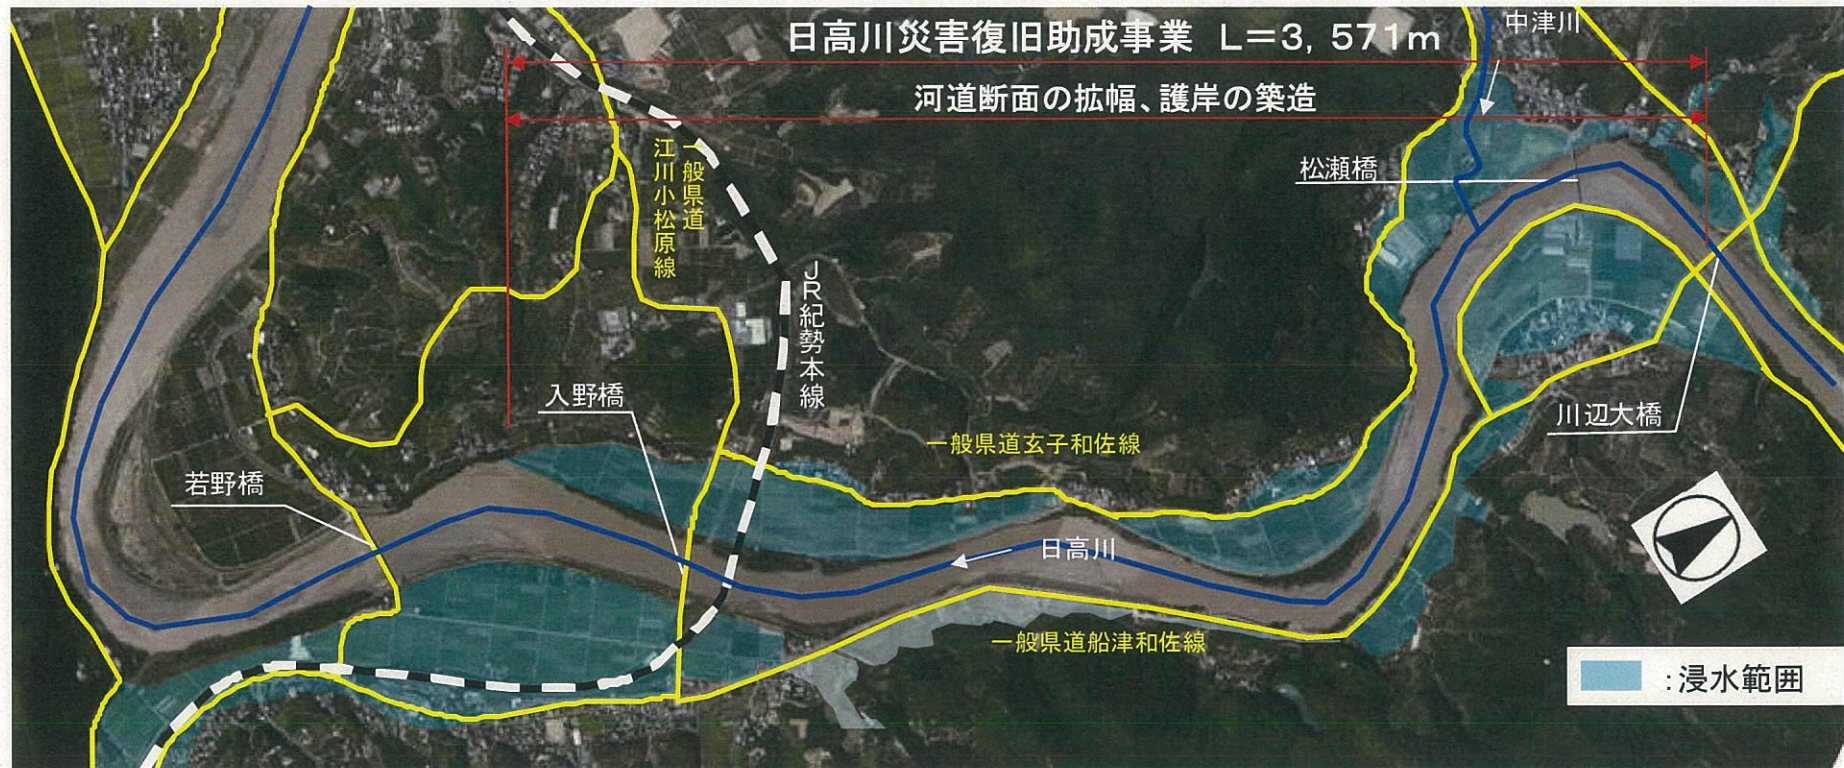 日高川災害復旧助成事業 L=3, 571m
河道断面の拡幅、護岸の築造
中津川
松瀬橋
一般県道
江川小松原線
JR紀勢本線
入野橋
川辺大橋
一般県道玄子和佐線
若野橋
日高川
一般県道船津和佐線
:浸水範囲